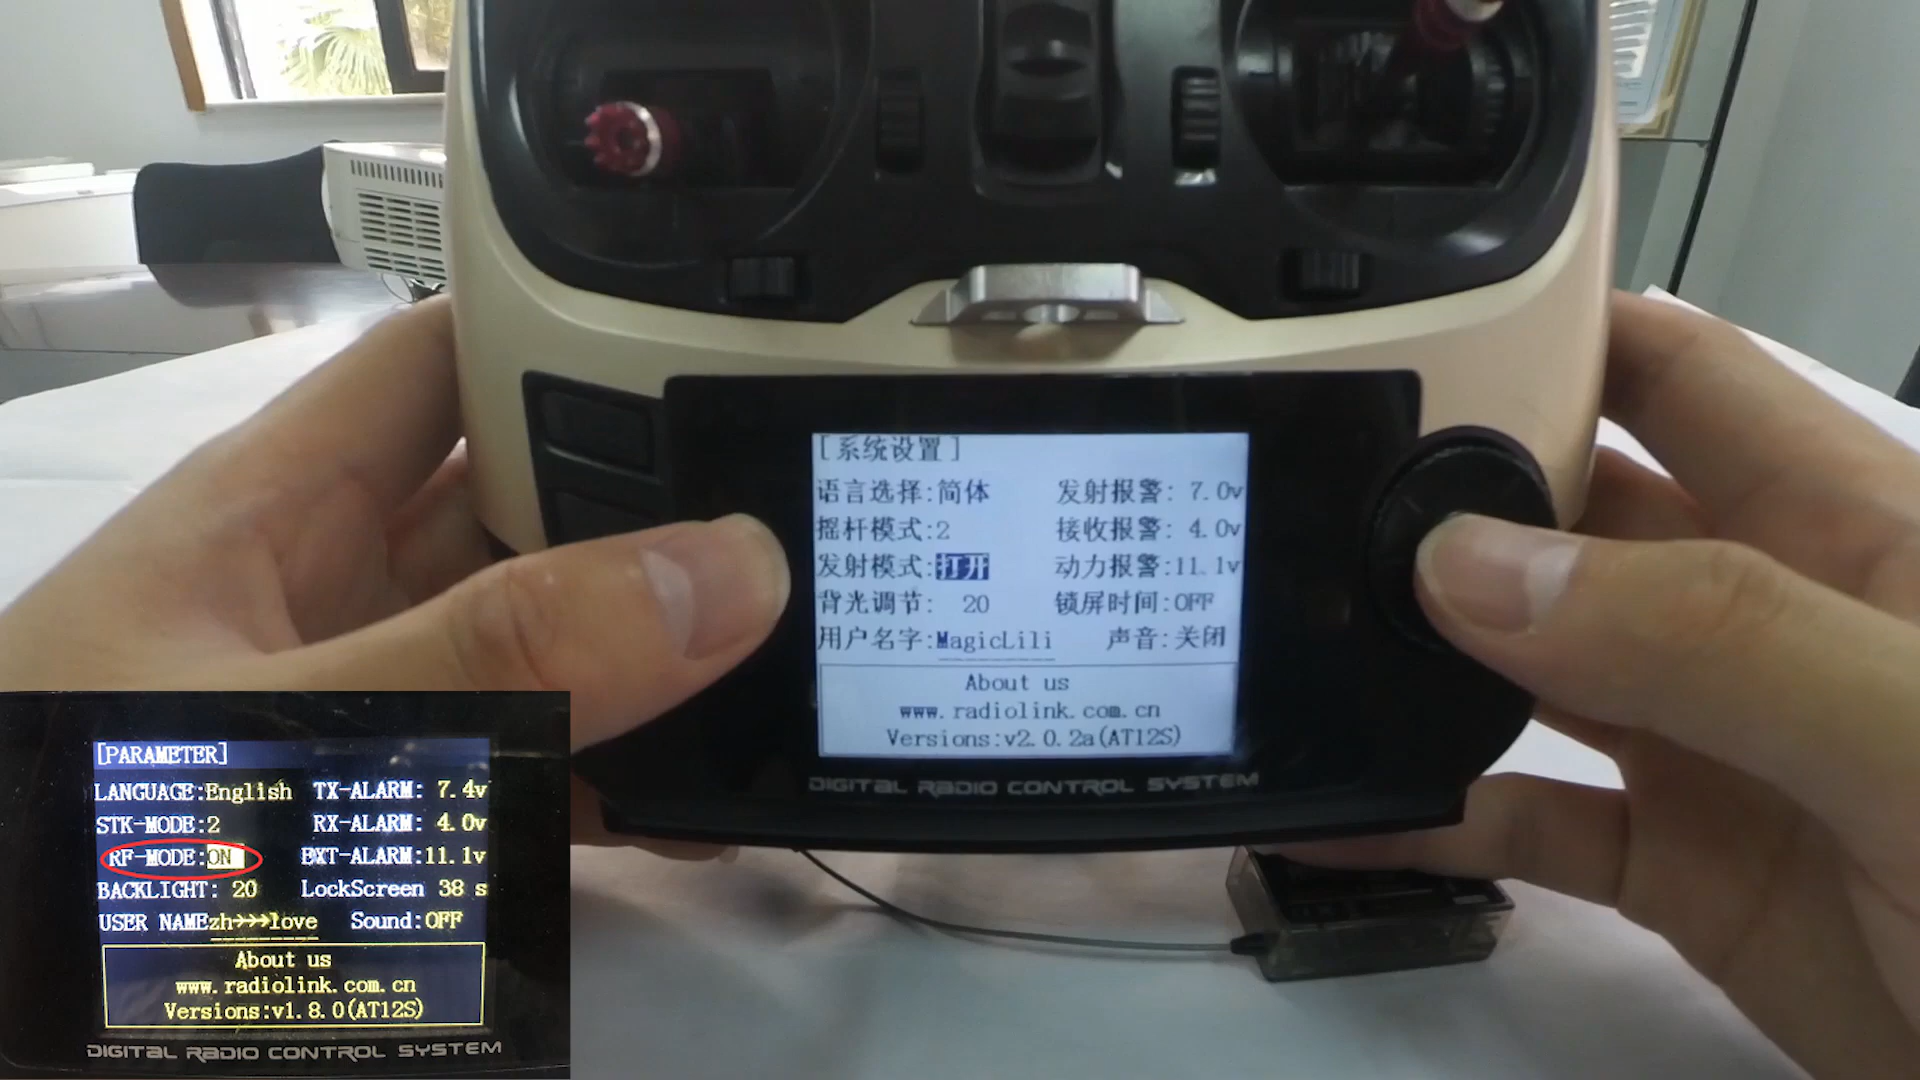 [系统设置]
语言选择:简体 发射报警: 7.0v
摇杆模式:2 接收报警: 4.0v
发射模式:打开 动力报警:11.1v
背光调节: 20 锁屏时间:OFF
用户名字:MagicLili 声音:关闭
About us
www.radiolink.com.cn
Versions:v2.0.2a(AT12S)
DIGITAL RADIO CONTROL SYSTEM
[PARAMETER]
LANGUAGE:English TX-ALARM: 7.4v
STK-MODE:2 RX-ALARM: 4.0v
RF-MODE:ON EXT-ALARM:11.1v
BACKLIGHT: 20 LockScreen 38 s
USER NAMEzh→→→love Sound:OFF
About us
www.radiolink.com.cn
Versions:v1.8.0(AT12S)
DIGITAL RADIO CONTROL SYSTEM